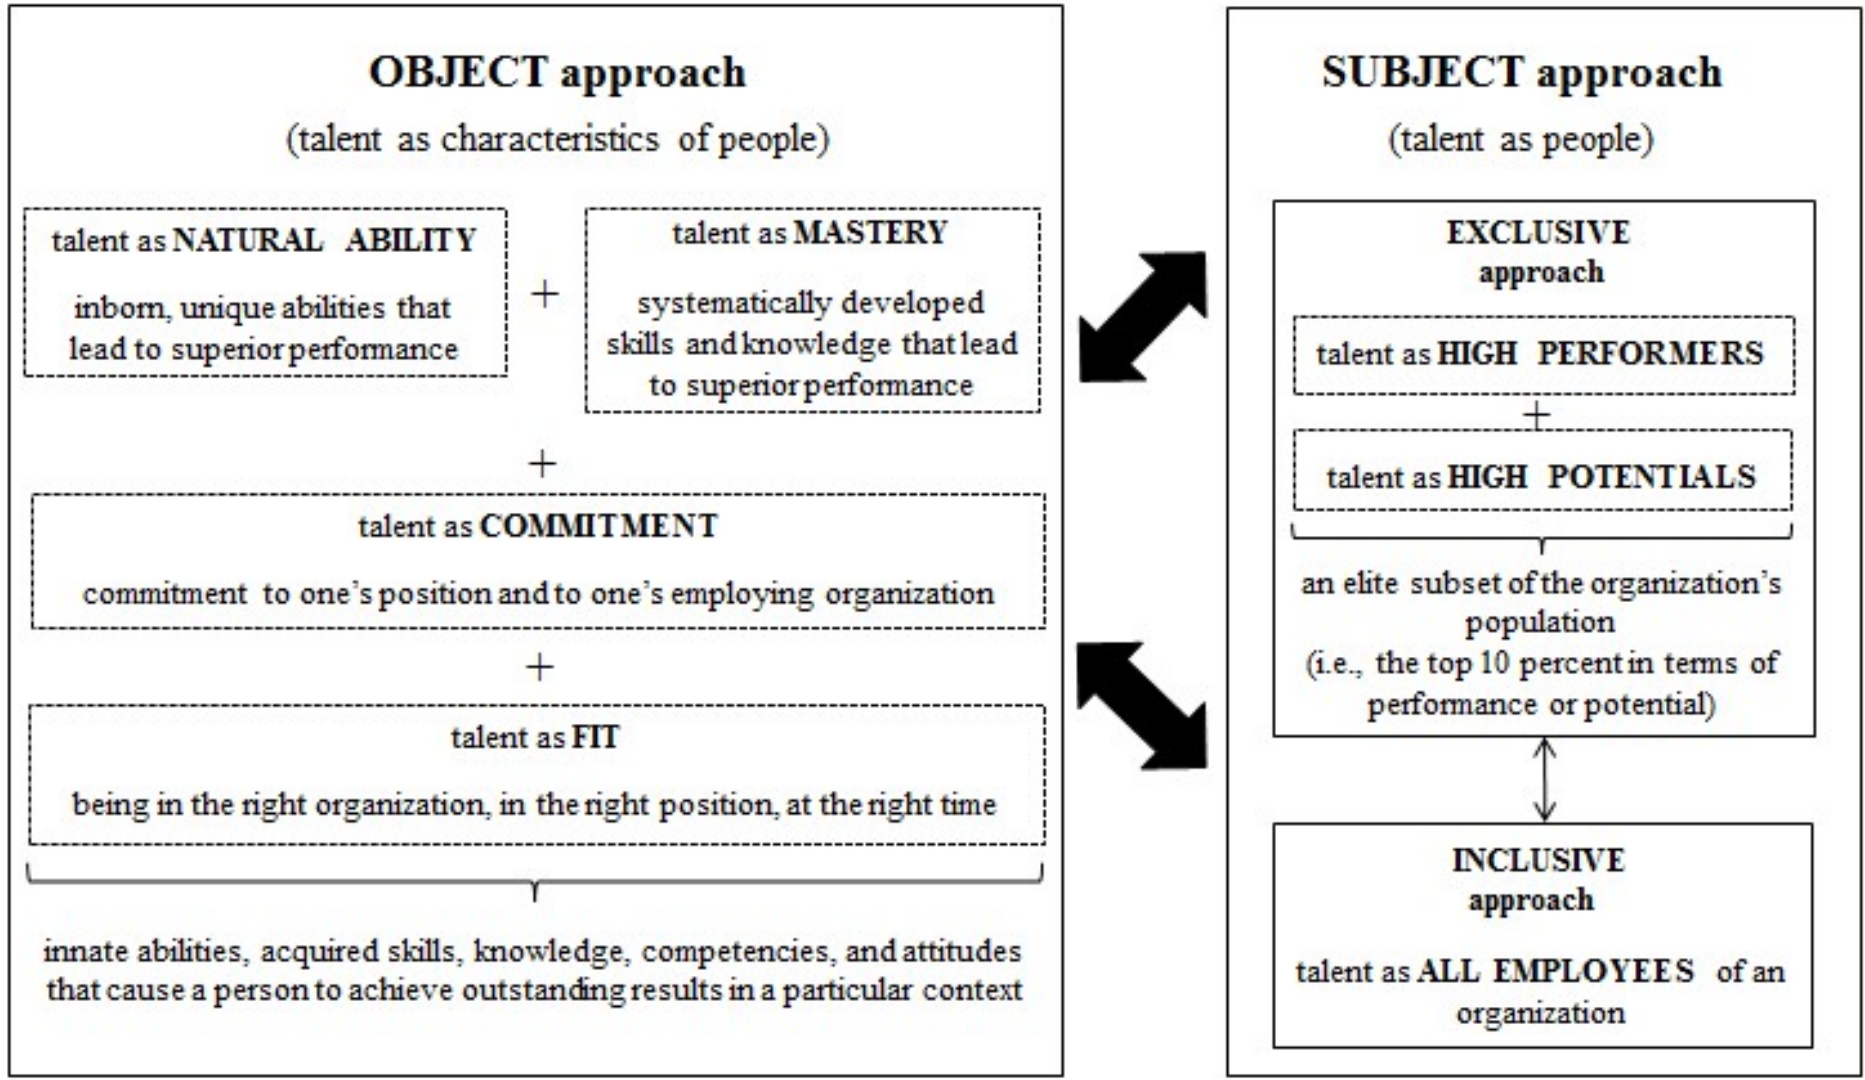 OBJECT approach
(talent as characteristics of people)
talent as NATURAL ABILITY
inborn, unique abilities that
lead to superior performance
+
talent as MASTERY
systematically developed
skills and knowledge that lead
to superior performance
+
talent as COMMITMENT
commitment to one's position and to one's employing organization
+
talent as FIT
being in the right organization, in the right position, at the right time
innate abilities, acquired skills, knowledge, competencies, and attitudes
that cause a person to achieve outstanding results in a particular context
SUBJECT approach
(talent as people)
EXCLUSIVE
approach
talent as HIGH PERFORMERS
+
talent as HIGH POTENTIALS
an elite subset of the organization's
population
(i.e., the top 10 percent in terms of
performance or potential)
INCLUSIVE
approach
talent as ALL EMPLOYEES of an
organization